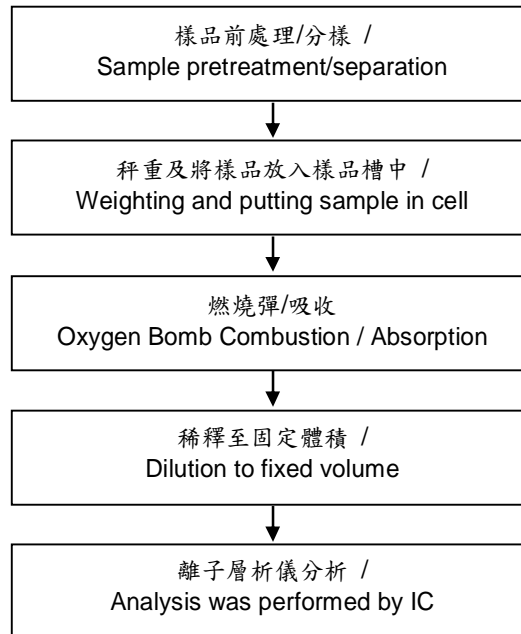 樣品前處理/分樣 /
Sample pretreatment/separation
秤重及將樣品放入樣品槽中 /
Weighting and putting sample in cell
燃燒彈/吸收
Oxygen Bomb Combustion / Absorption
稀釋至固定體積 /
Dilution to fixed volume
離子層析儀分析 /
Analysis was performed by IC